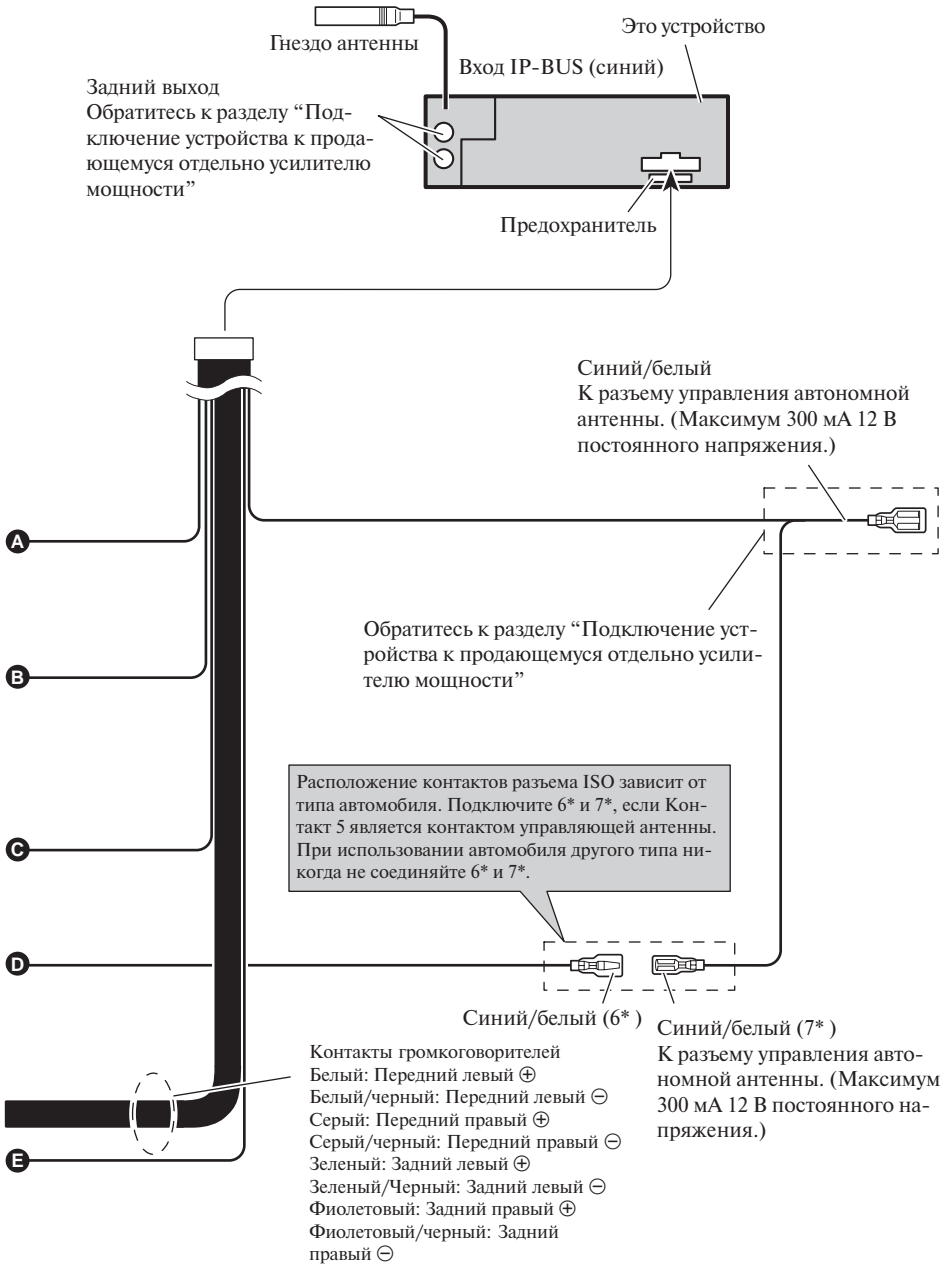 Гнездо антенны
Это устройство
Вход IP-BUS (синий)
Задний выход
Обратитесь к разделу “Под-
ключение устройства к прода-
ющемуся отдельно усилителю
мощности”
Предохранитель
Синий/белый
К разъему управления автономной
антенны. (Максимум 300 мА 12 В
постоянного напряжения.)
A
B
Обратитесь к разделу “Подключение уст-
ройства к продающемуся отдельно усили-
телю мощности”
Расположение контактов разъема ISO зависит от
типа автомобиля. Подключите 6* и 7*, если Кон-
такт 5 является контактом управляющей антенны.
При использовании автомобиля другого типа ни-
когда не соединяйте 6* и 7*.
C
D
Синий/белый (6* )
Синий/белый (7* )
К разъему управления авто-
номной антенны. (Максимум
300 мА 12 В постоянного на-
пряжения.)
Контакты громкоговорителей
Белый: Передний левый ⊕
Белый/черный: Передний левый ⊖
Серый: Передний правый ⊕
Серый/черный: Передний правый ⊖
Зеленый: Задний левый ⊕
Зеленый/Черный: Задний левый ⊖
Фиолетовый: Задний правый ⊕
Фиолетовый/черный: Задний
правый ⊖
E